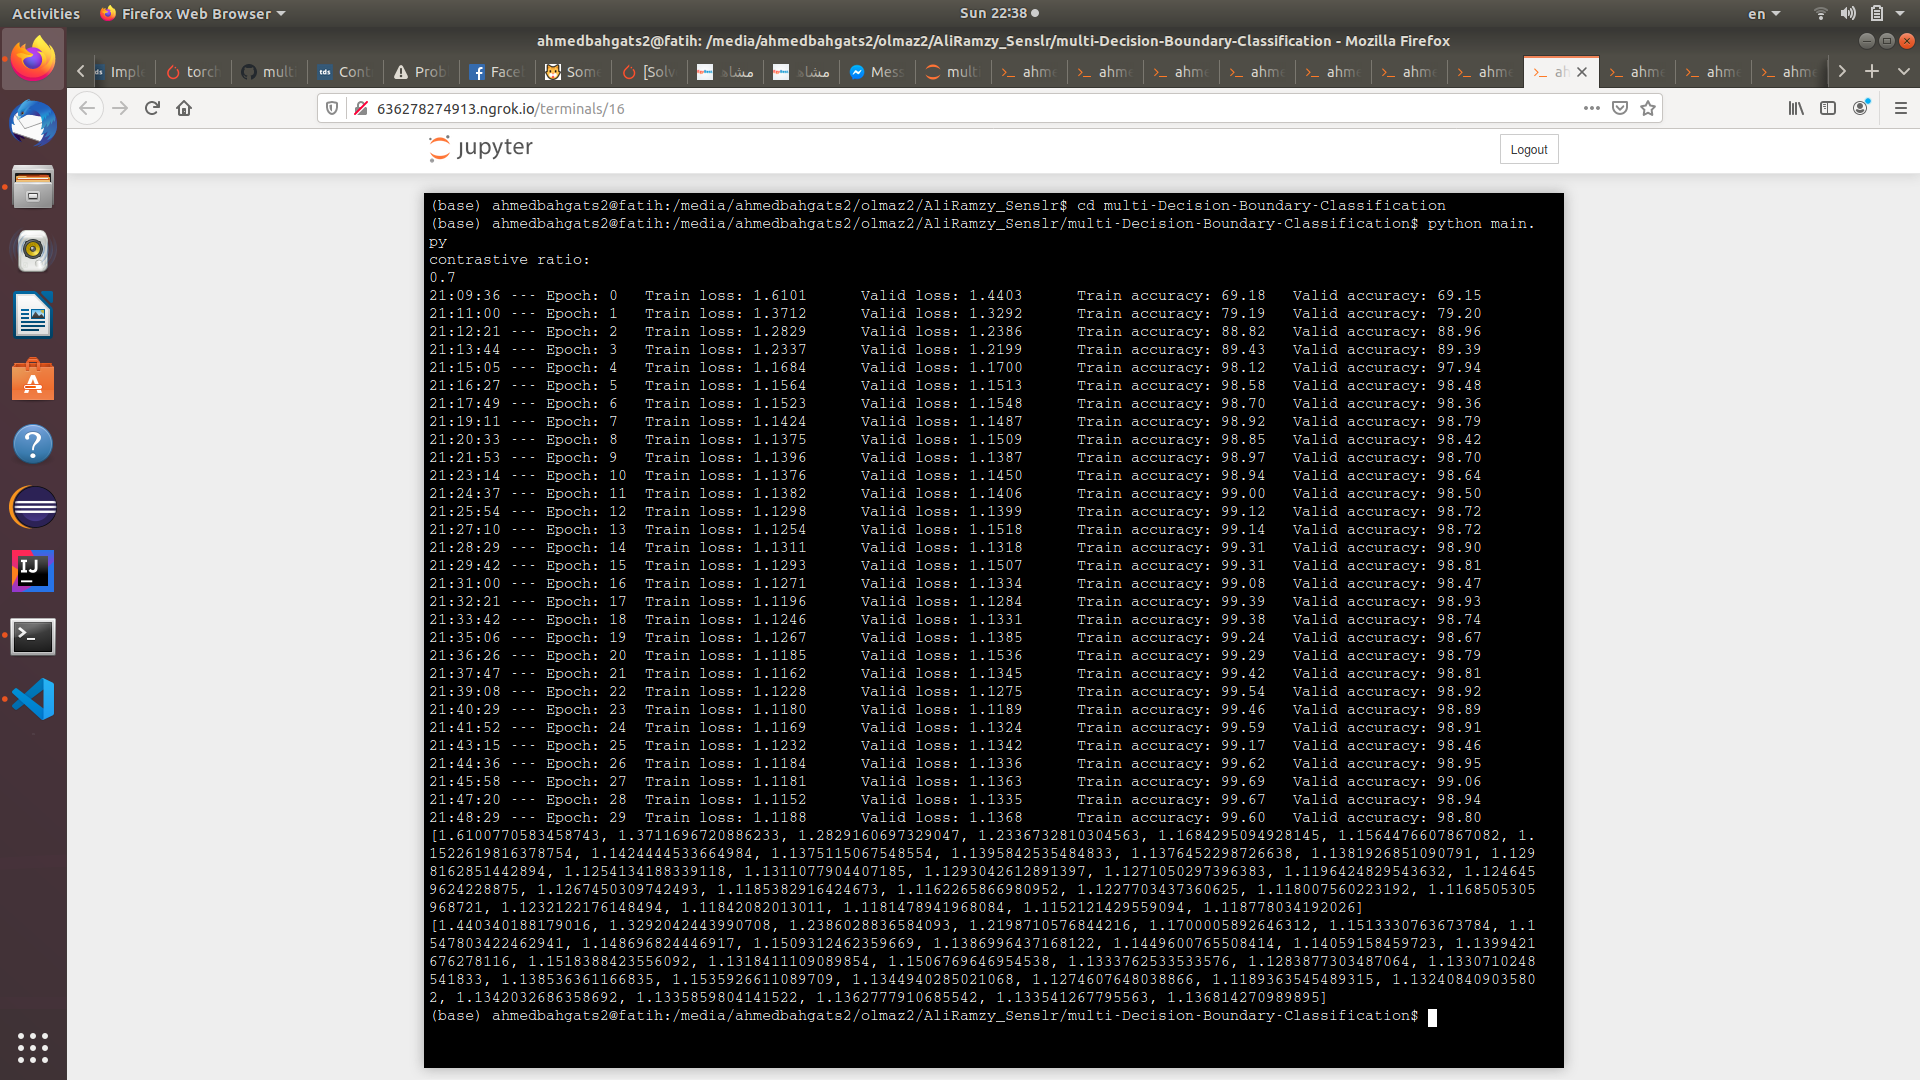 Activities
Firefox Web Browser
Sun 22:38
en
ahmedbahgats2@fatih: /media/ahmedbahgats2/olmaz2/AliRamzy_Senslr/multi-Decision-Boundary-Classification - Mozilla Firefox
Imple
torc
mult
Cont
Prob
Face
Som
[Solv
مشاه
مشاه
Mess
mult
ahme
ahme
ahme
ahme
ahme
ahme
ahme
ah
ahme
ahme
ahme
636278274913.ngrok.io/terminals/16
jupyter
Logout
(base) ahmedbahgats2@fatih:/media/ahmedbahgats2/olmaz2/AliRamzy_Senslr$ cd multi-Decision-Boundary-Classification
(base) ahmedbahgats2@fatih:/media/ahmedbahgats2/olmaz2/AliRamzy_Senslr/multi-Decision-Boundary-Classification$ python main.
py
contrastive ratio:
0.7
21:09:36 --- Epoch: 0 Train loss: 1.6101 Valid loss: 1.4403 Train accuracy: 69.18 Valid accuracy: 69.15
21:11:00 --- Epoch: 1 Train loss: 1.3712 Valid loss: 1.3292 Train accuracy: 79.19 Valid accuracy: 79.20
21:12:21 --- Epoch: 2 Train loss: 1.2829 Valid loss: 1.2386 Train accuracy: 88.82 Valid accuracy: 88.96
21:13:44 --- Epoch: 3 Train loss: 1.2337 Valid loss: 1.2199 Train accuracy: 89.43 Valid accuracy: 89.39
21:15:05 --- Epoch: 4 Train loss: 1.1684 Valid loss: 1.1700 Train accuracy: 98.12 Valid accuracy: 97.94
21:16:27 --- Epoch: 5 Train loss: 1.1564 Valid loss: 1.1513 Train accuracy: 98.58 Valid accuracy: 98.48
21:17:49 --- Epoch: 6 Train loss: 1.1523 Valid loss: 1.1548 Train accuracy: 98.70 Valid accuracy: 98.36
21:19:11 --- Epoch: 7 Train loss: 1.1424 Valid loss: 1.1487 Train accuracy: 98.92 Valid accuracy: 98.79
21:20:33 --- Epoch: 8 Train loss: 1.1375 Valid loss: 1.1509 Train accuracy: 98.85 Valid accuracy: 98.42
21:21:53 --- Epoch: 9 Train loss: 1.1396 Valid loss: 1.1387 Train accuracy: 98.97 Valid accuracy: 98.70
21:23:14 --- Epoch: 10 Train loss: 1.1376 Valid loss: 1.1450 Train accuracy: 98.94 Valid accuracy: 98.64
21:24:37 --- Epoch: 11 Train loss: 1.1382 Valid loss: 1.1406 Train accuracy: 99.00 Valid accuracy: 98.50
21:25:54 --- Epoch: 12 Train loss: 1.1298 Valid loss: 1.1399 Train accuracy: 99.12 Valid accuracy: 98.72
21:27:10 --- Epoch: 13 Train loss: 1.1254 Valid loss: 1.1518 Train accuracy: 99.14 Valid accuracy: 98.72
21:28:29 --- Epoch: 14 Train loss: 1.1311 Valid loss: 1.1318 Train accuracy: 99.31 Valid accuracy: 98.90
21:29:42 --- Epoch: 15 Train loss: 1.1293 Valid loss: 1.1507 Train accuracy: 99.31 Valid accuracy: 98.81
21:31:00 --- Epoch: 16 Train loss: 1.1271 Valid loss: 1.1334 Train accuracy: 99.08 Valid accuracy: 98.47
21:32:21 --- Epoch: 17 Train loss: 1.1196 Valid loss: 1.1284 Train accuracy: 99.39 Valid accuracy: 98.93
21:33:42 --- Epoch: 18 Train loss: 1.1246 Valid loss: 1.1331 Train accuracy: 99.38 Valid accuracy: 98.74
21:35:06 --- Epoch: 19 Train loss: 1.1267 Valid loss: 1.1385 Train accuracy: 99.24 Valid accuracy: 98.67
21:36:26 --- Epoch: 20 Train loss: 1.1185 Valid loss: 1.1536 Train accuracy: 99.29 Valid accuracy: 98.79
21:37:47 --- Epoch: 21 Train loss: 1.1162 Valid loss: 1.1345 Train accuracy: 99.42 Valid accuracy: 98.81
21:39:08 --- Epoch: 22 Train loss: 1.1228 Valid loss: 1.1275 Train accuracy: 99.54 Valid accuracy: 98.92
21:40:29 --- Epoch: 23 Train loss: 1.1180 Valid loss: 1.1189 Train accuracy: 99.46 Valid accuracy: 98.89
21:41:52 --- Epoch: 24 Train loss: 1.1169 Valid loss: 1.1324 Train accuracy: 99.59 Valid accuracy: 98.91
21:43:15 --- Epoch: 25 Train loss: 1.1232 Valid loss: 1.1342 Train accuracy: 99.17 Valid accuracy: 98.46
21:44:36 --- Epoch: 26 Train loss: 1.1184 Valid loss: 1.1336 Train accuracy: 99.62 Valid accuracy: 98.95
21:45:58 --- Epoch: 27 Train loss: 1.1181 Valid loss: 1.1363 Train accuracy: 99.69 Valid accuracy: 99.06
21:47:20 --- Epoch: 28 Train loss: 1.1152 Valid loss: 1.1335 Train accuracy: 99.67 Valid accuracy: 98.94
21:48:29 --- Epoch: 29 Train loss: 1.1188 Valid loss: 1.1368 Train accuracy: 99.60 Valid accuracy: 98.80
[1.6100770583458743, 1.3711696720886233, 1.2829160697329047, 1.2336732810304563, 1.1684295094928145, 1.1564476607867082, 1.
1522619816378754, 1.1424444533664984, 1.1375115067548554, 1.1395842535484833, 1.1376452298726638, 1.1381926851090791, 1.129
8162851442894, 1.1254134188339118, 1.1311077904407185, 1.1293042612891397, 1.1271050297396383, 1.1196424829543632, 1.124645
9624228875, 1.1267450309742493, 1.1185382916424673, 1.1162265866980952, 1.1227703437360625, 1.118007560223192, 1.1168505305
968721, 1.1232122176148494, 1.11842082013011, 1.1181478941968084, 1.1152121429559094, 1.118778034192026]
[1.440340188179016, 1.3292042443990708, 1.2386028836584093, 1.2198710576844216, 1.1700005892646312, 1.1513330763673784, 1.1
547803422462941, 1.148696824446917, 1.1509312462359669, 1.1386996437168122, 1.1449600765508414, 1.14059158459723, 1.1399421
676278116, 1.1518388423556092, 1.1318411109089854, 1.1506769646954538, 1.1333762533533576, 1.1283877303487064, 1.1330710248
541833, 1.138536361166835, 1.1535926611089709, 1.1344940285021068, 1.1274607648038866, 1.1189363545489315, 1.13240840903580
2, 1.1342032686358692, 1.1335859804141522, 1.1362777910685542, 1.133541267795563, 1.136814270989895]
(base) ahmedbahgats2@fatih:/media/ahmedbahgats2/olmaz2/AliRamzy_Senslr/multi-Decision-Boundary-Classification$